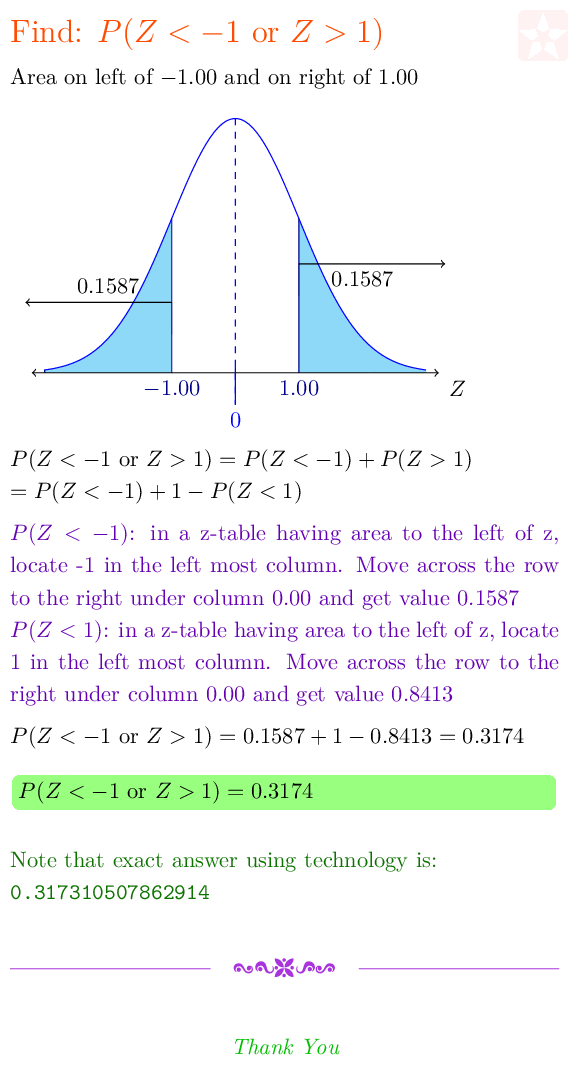 Find: P(Z < −1 or Z > 1)
Area on left of −1.00 and on right of 1.00
0.1587
0.1587
−1.00
1.00
Z
0
P(Z < −1 or Z > 1) = P(Z < −1) + P(Z > 1)
= P(Z < −1) + 1 − P(Z < 1)
P(Z < −1): in a z-table having area to the left of z,
locate -1 in the left most column. Move across the row
to the right under column 0.00 and get value 0.1587
P(Z < 1): in a z-table having area to the left of z, locate
1 in the left most column. Move across the row to the
right under column 0.00 and get value 0.8413
P(Z < −1 or Z > 1) = 0.1587 + 1 − 0.8413 = 0.3174
P(Z < −1 or Z > 1) = 0.3174
Note that exact answer using technology is:
0.317310507862914
Thank You